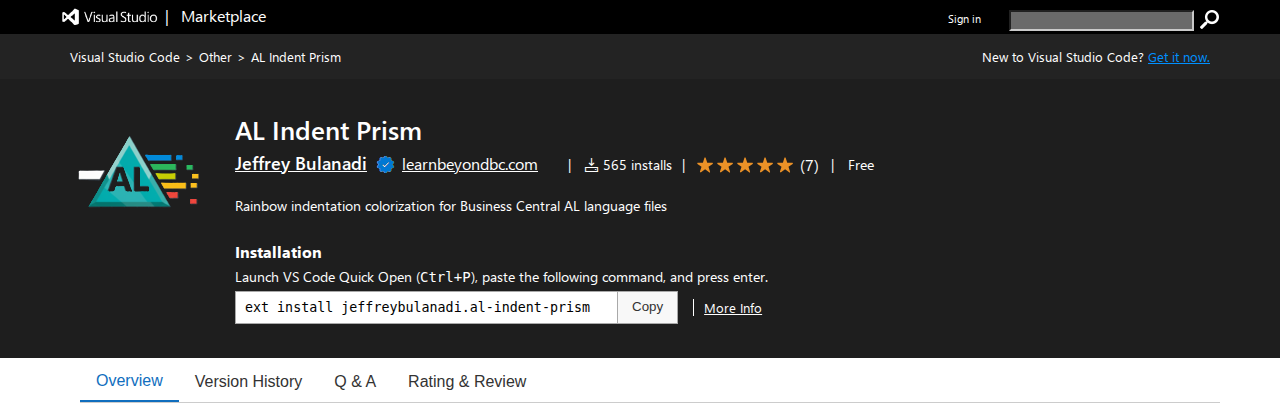 Visual Studio | Marketplace
Sign in
Visual Studio Code > Other > AL Indent Prism
New to Visual Studio Code? Get it now.
AL
AL Indent Prism
Jeffrey Bulanadi learnbeyondbc.com | 565 installs | (7) | Free
Rainbow indentation colorization for Business Central AL language files
Installation
Launch VS Code Quick Open (Ctrl+P), paste the following command, and press enter.
ext install jeffreybulanadi.al-indent-prism Copy | More Info
Overview Version History Q & A Rating & Review